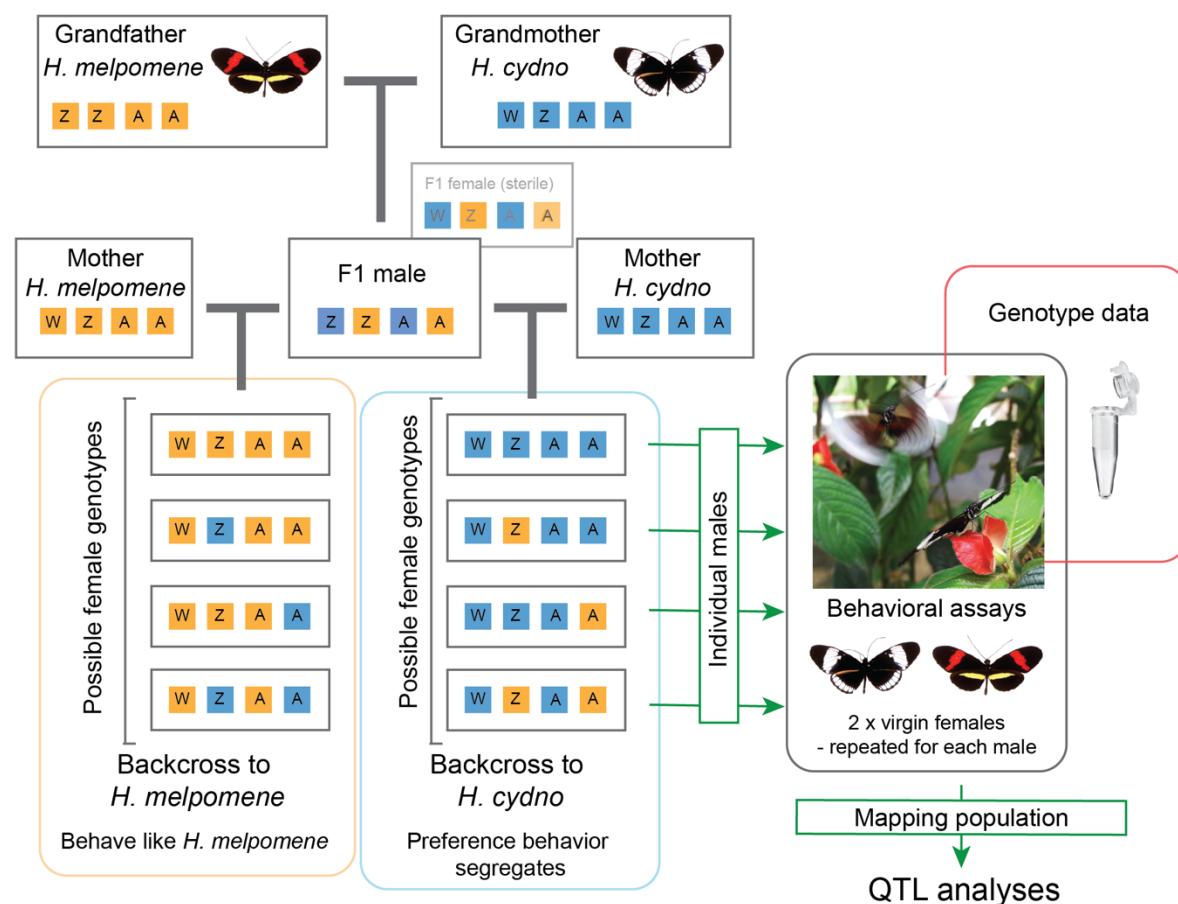 Grandfather
H. melpomene
Z Z A A
Grandmother
H. cydno
W Z A A
F1 female (sterile)
W Z A A
Mother
H. melpomene
W Z A A
F1 male
Z Z A A
Mother
H. cydno
W Z A A
Genotype data
Possible female genotypes
W Z A A
W Z A A
W Z A A
W Z A A
Backcross to
H. melpomene
Behave like H. melpomene
Possible female genotypes
W Z A A
W Z A A
W Z A A
W Z A A
Backcross to
H. cydno
Preference behavior
segregates
Individual males
Behavioral assays
2 x virgin females
- repeated for each male
Mapping population
QTL analyses